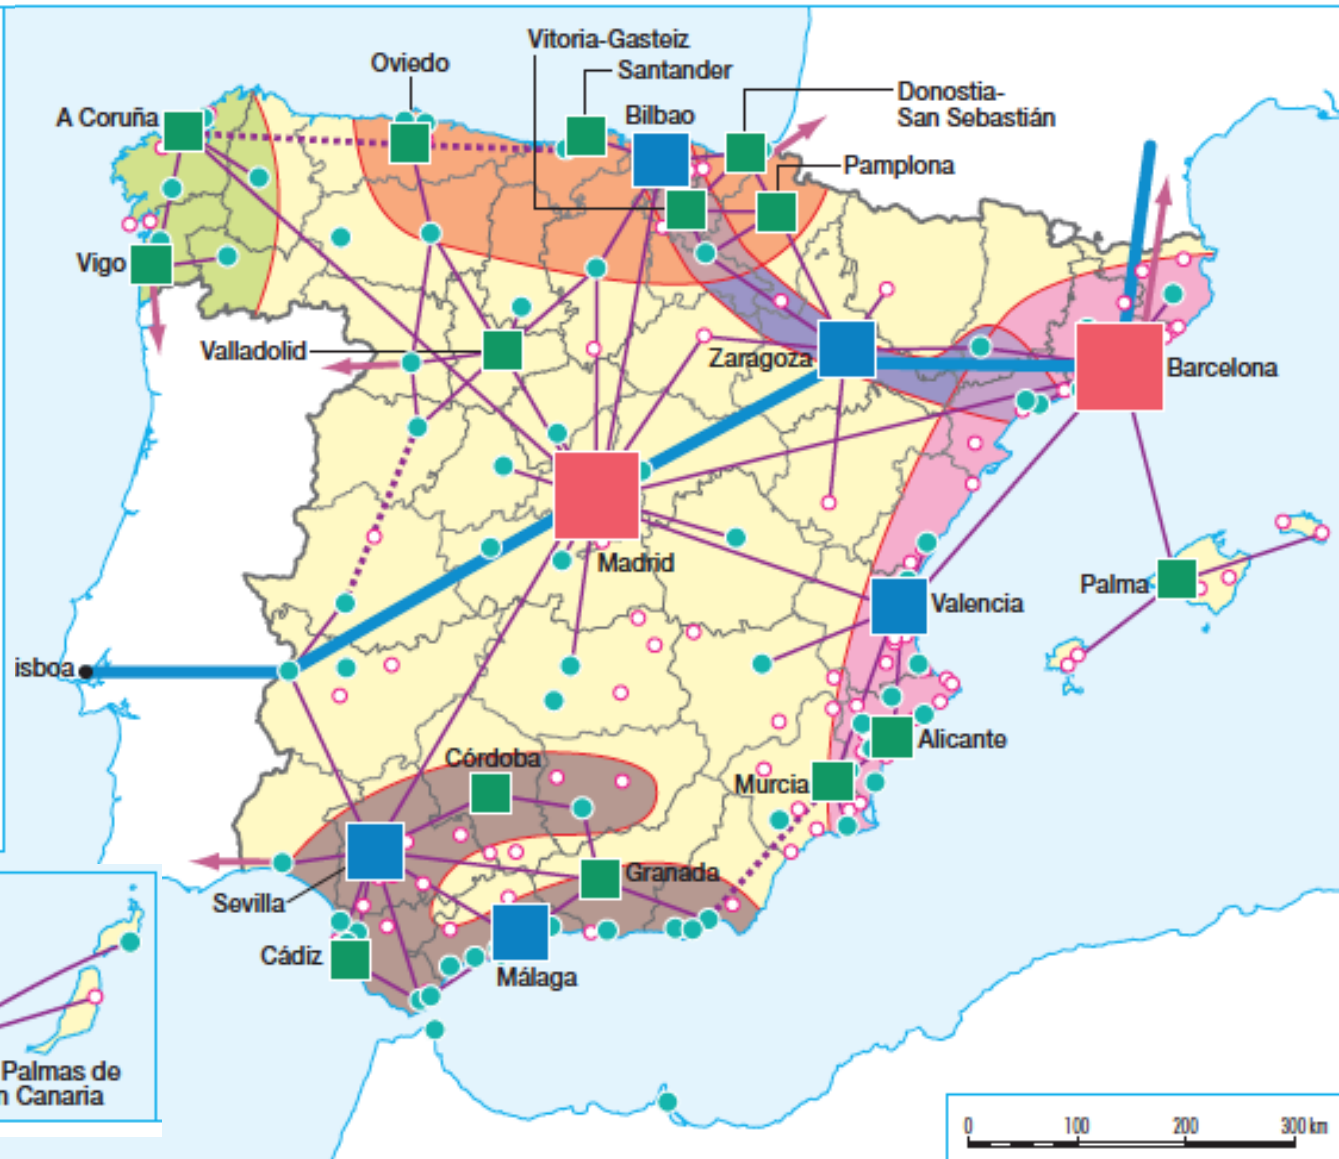 Vitoria-Gasteiz
Oviedo
Santander
Donostia-
San Sebastián
A Coruña
Bilbao
Pamplona
Vigo
Valladolid
Zaragoza
Barcelona
Madrid
Palma
Valencia
isboa
Alicante
Córdoba
Murcia
Granada
Sevilla
Cádiz
Málaga
Palmas de
n Canaria
0 100 200 300 km